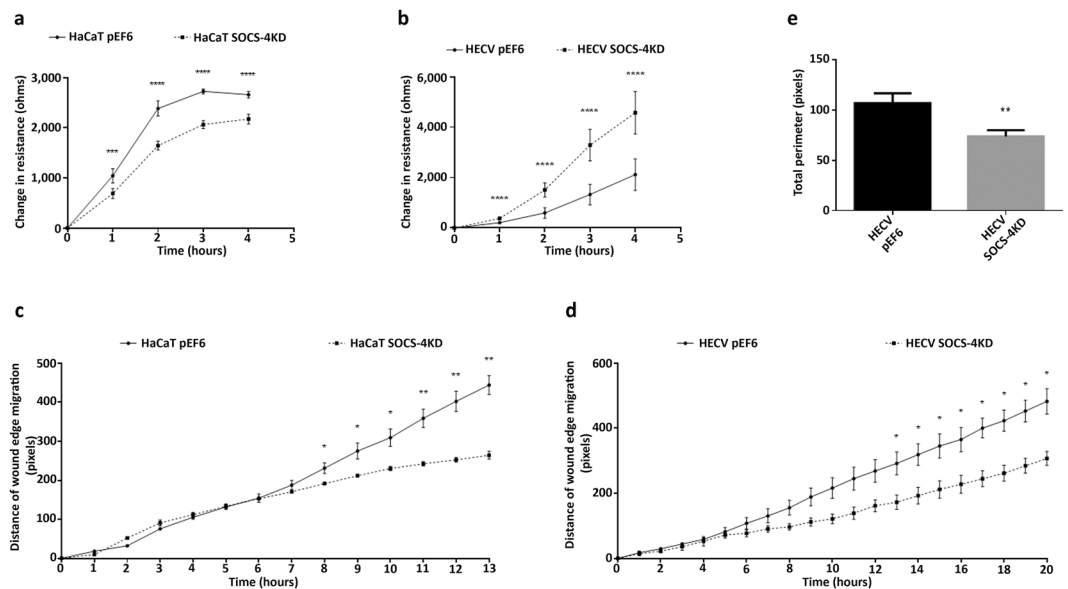 a
HaCaT pEF6
HaCaT SOCS-4KD
Change in resistance (ohms)
3,000
2,000
1,000
0
***
****
****
****
0 1 2 3 4 5
Time (hours)
b
HECV pEF6
HECV SOCS-4KD
Change in resistance (ohms)
6,000
4,000
2,000
0
****
****
****
****
0 1 2 3 4 5
Time (hours)
e
Total perimeter (pixels)
150
100
50
0
**
HECV
pEF6
HECV
SOCS-4KD
c
HaCaT pEF6
HaCaT SOCS-4KD
Distance of wound edge migration
(pixels)
500
400
300
200
100
0
* * * ** ** **
0 1 2 3 4 5 6 7 8 9 10 11 12 13
Time (hours)
d
HECV pEF6
HECV SOCS-4KD
Distance of wound edge migration
(pixels)
600
400
200
0
* * * * * * * *
0 2 4 6 8 10 12 14 16 18 20
Time (hours)